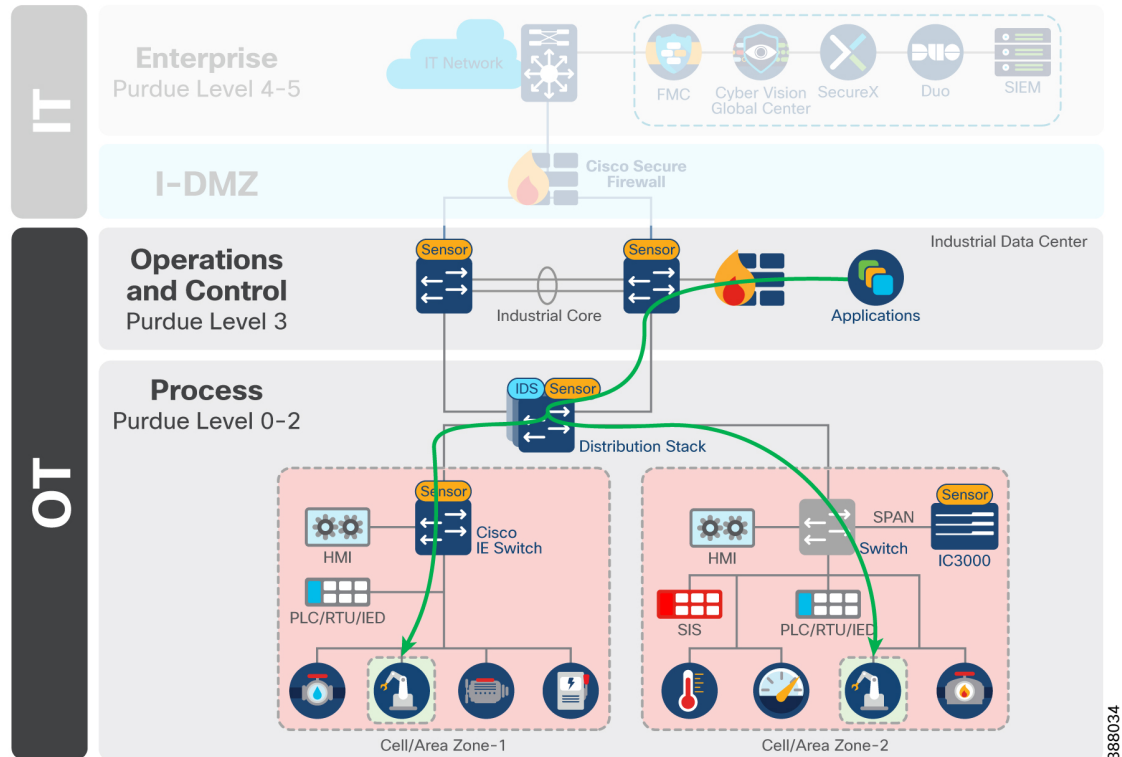 IT
Enterprise
Purdue Level 4-5
IT Network
FMC
Cyber Vision
Global Center
SecureX
Duo
SIEM
I-DMZ
Cisco Secure
Firewall
OT
Operations
and Control
Purdue Level 3
Sensor
Sensor
Industrial Core
Industrial Data Center
Applications
Process
Purdue Level 0-2
IDS
Sensor
Distribution Stack
Sensor
HMI
Cisco
IE Switch
PLC/RTU/IED
Cell/Area Zone-1
HMI
Switch
SPAN
Sensor
IC3000
SIS
PLC/RTU/IED
Cell/Area Zone-2
388034